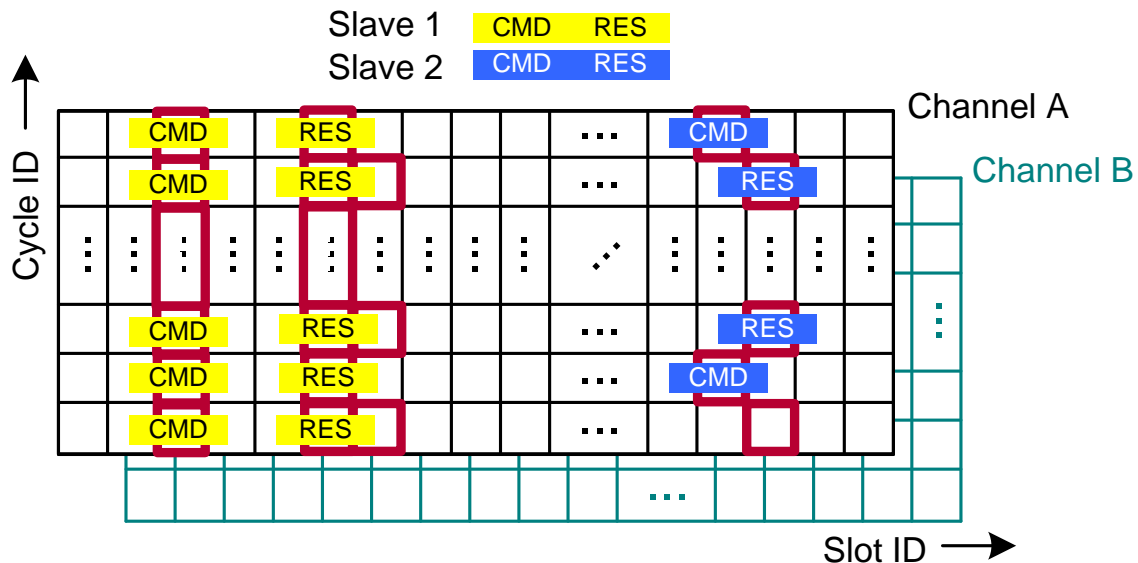 Slave 1 CMD RES
Slave 2 CMD RES
Cycle ID
Channel A
CMD RES ... CMD
Channel B
CMD RES ... RES
CMD RES ... RES
CMD RES ... CMD
CMD RES ...
...
Slot ID